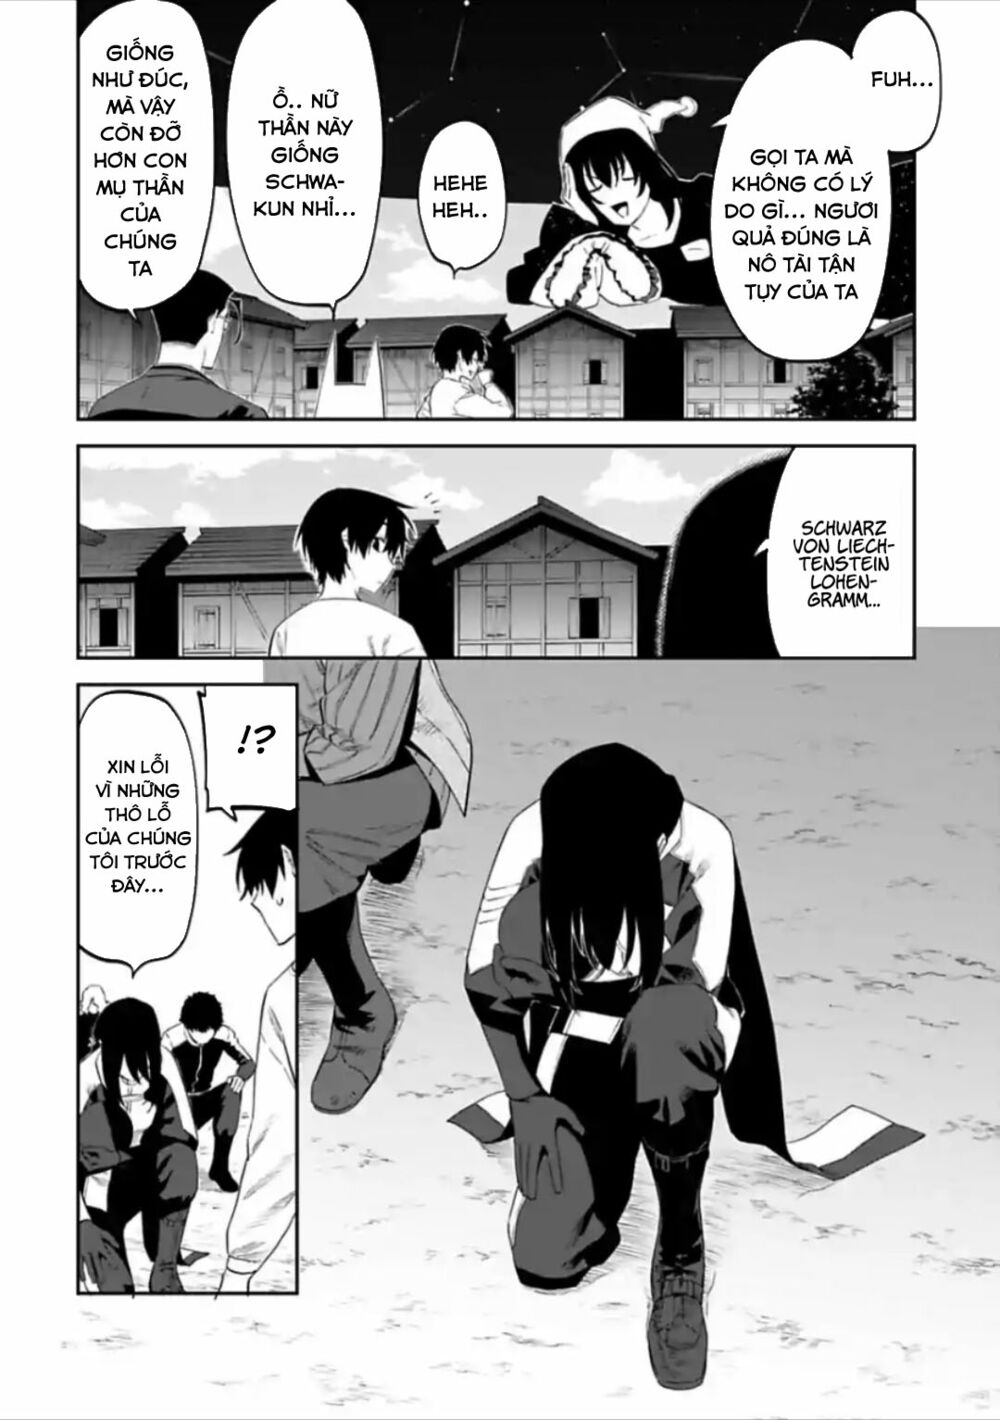 FUH...
GỌI TA MÀ
KHÔNG CÓ LÝ
DO GÌ... NGƯƠI
QUẢ ĐÚNG LÀ
NÔ TÀI TẬN
TỤY CỦA TA
HEHE
HEH..
Ồ.. NỮ
THẦN NÀY
GIỐNG
SCHWA-
KUN NHỈ...
GIỐNG
NHƯ ĐÚC,
MÀ VẬY
CÒN ĐỠ
HƠN CON
MỤ THẦN
CỦA
CHÚNG
TA
SCHWARZ
VON LIECH-
TENSTEIN
LOHEN-
GRAMM...
!?
XIN LỖI
VÌ NHỮNG
THÔ LỖ
CỦA CHÚNG
TÔI TRƯỚC
ĐÂY...